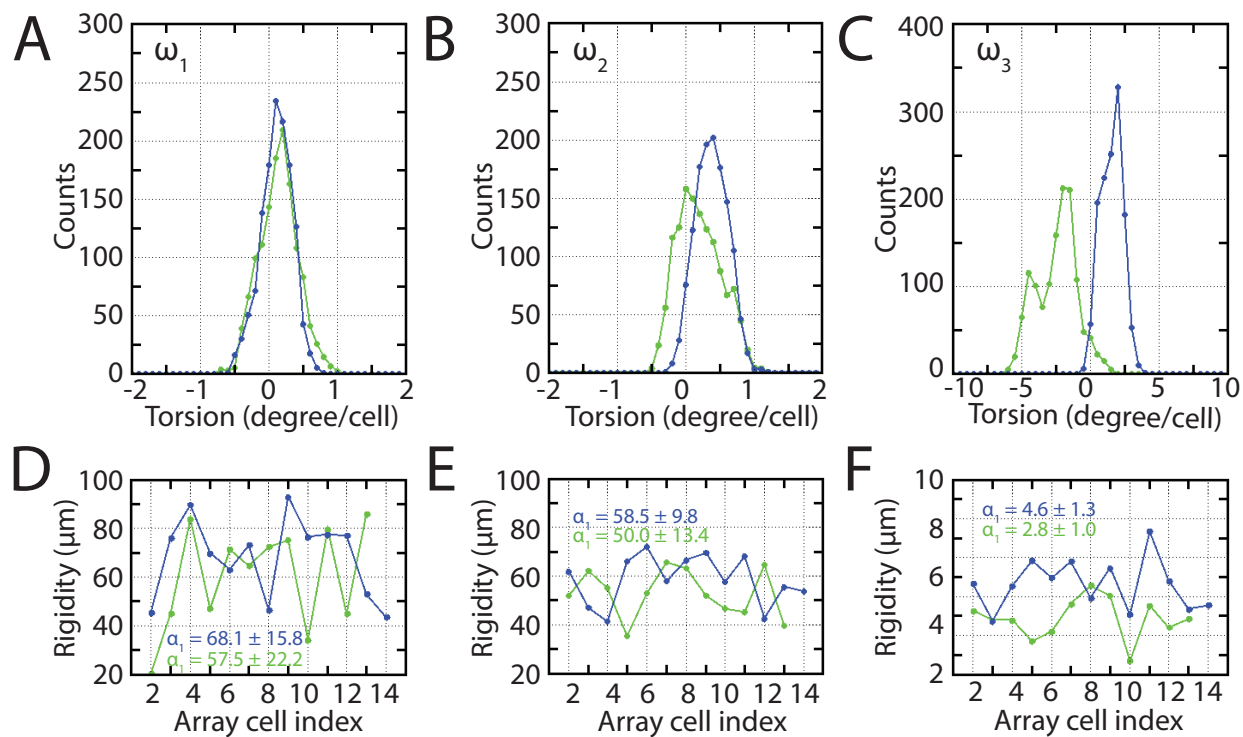 A
ω1
300
250
200
150
100
50
0
Counts
-2 -1 0 1 2
Torsion (degree/cell)
B
ω2
300
250
200
150
100
50
0
Counts
-2 -1 0 1 2
Torsion (degree/cell)
C
ω3
400
300
200
100
0
Counts
-10 -5 0 5 10
Torsion (degree/cell)
D
100
80
60
40
20
Rigidity (µm)
α1 = 68.1 ± 15.8
α1 = 57.5 ± 22.2
2 4 6 8 10 12 14
Array cell index
E
100
80
60
40
20
Rigidity (µm)
α1 = 58.5 ± 9.8
α1 = 50.0 ± 13.4
2 4 6 8 10 12 14
Array cell index
F
10
8
6
4
2
Rigidity (µm)
α1 = 4.6 ± 1.3
α1 = 2.8 ± 1.0
2 4 6 8 10 12 14
Array cell index